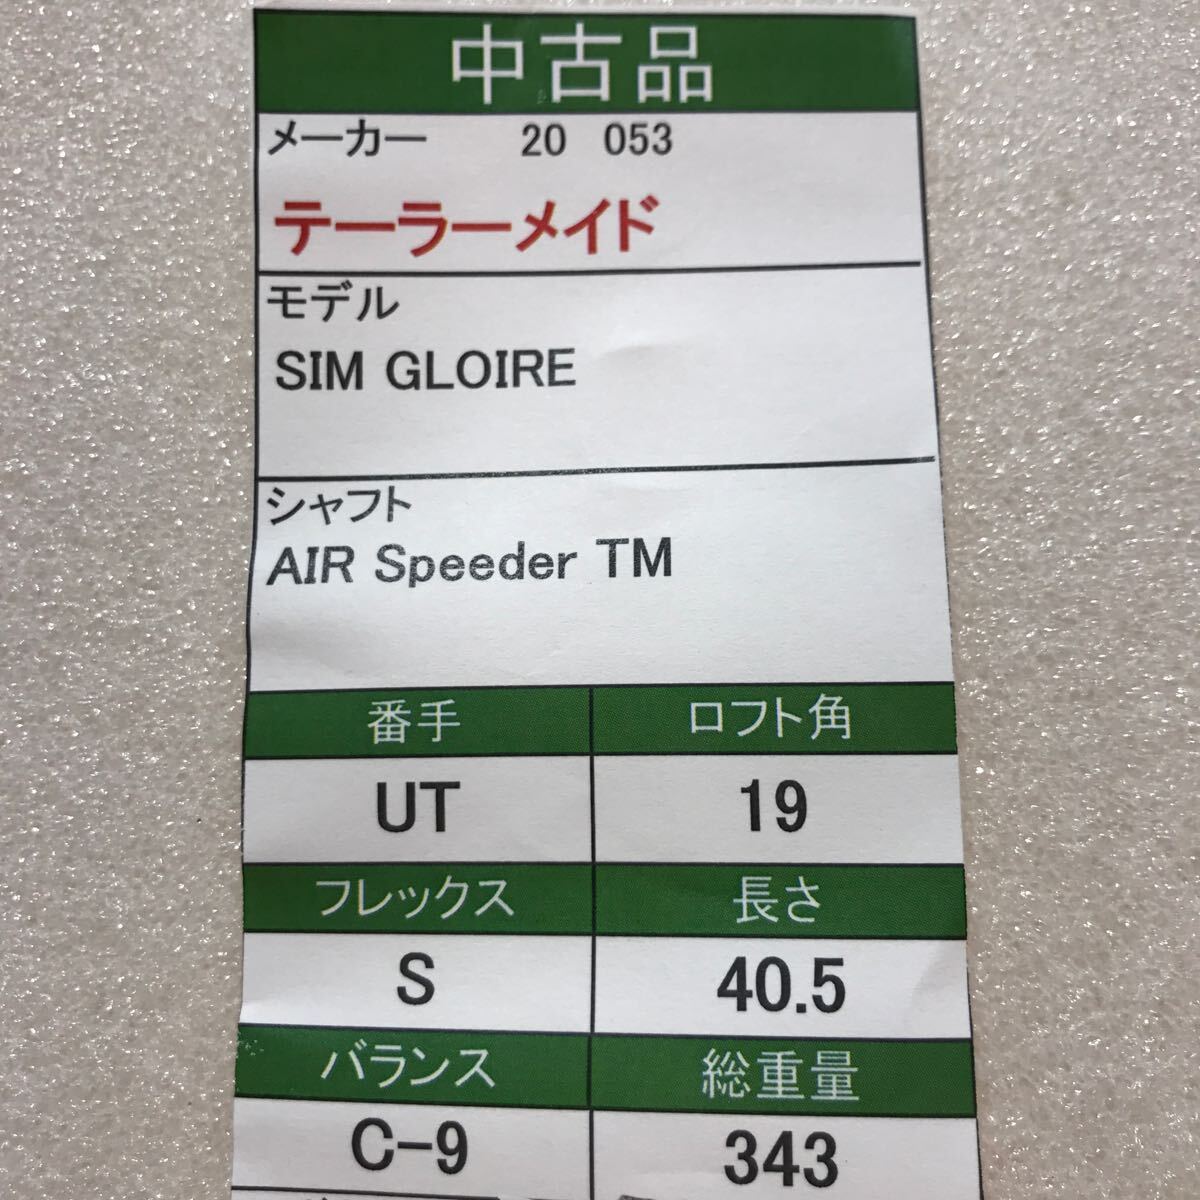 中古品
メーカー 20 053
テーラーメイド
モデル
SIM GLOIRE
シャフト
AIR Speeder TM
番手 ロフト角
UT 19
フレックス 長さ
S 40.5
バランス 総重量
C-9 343